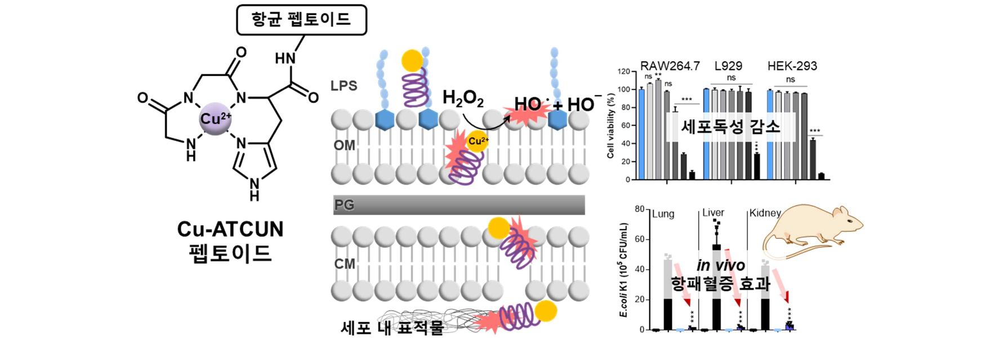 항균 펩토이드
O
HN
O
N
N
O
Cu²⁺
N
H
N
N
H
Cu-ATCUN
펩토이드
LPS
H₂O₂
HO· + HO⁻
OM
Cu²⁺
PG
CM
세포 내 표적물
RAW264.7 L929 HEK-293
Cell viability (%)
120
100
80
60
40
20
0
ns ** ns *** ns *** ns ***
세포독성 감소
E.coli K1 (10⁵ CFU/mL)
80
60
40
20
0
Lung Liver Kidney
in vivo
항패혈증 효과
**** **** ****